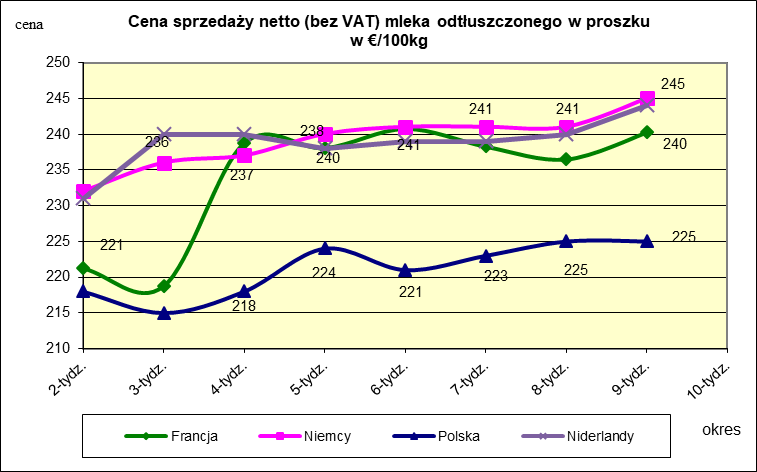 cena
Cena sprzedaży netto (bez VAT) mleka odtłuszczonego w proszku
w €/100kg
250
245
240
235
230
225
220
215
210
221
236
237
218
238
240
224
241
221
241
223
241
225
245
240
225
2-tydz.
3-tydz.
4-tydz.
5-tydz.
6-tydz.
7-tydz.
8-tydz.
9-tydz.
10-tydz.
okres
Francja Niemcy Polska Niderlandy